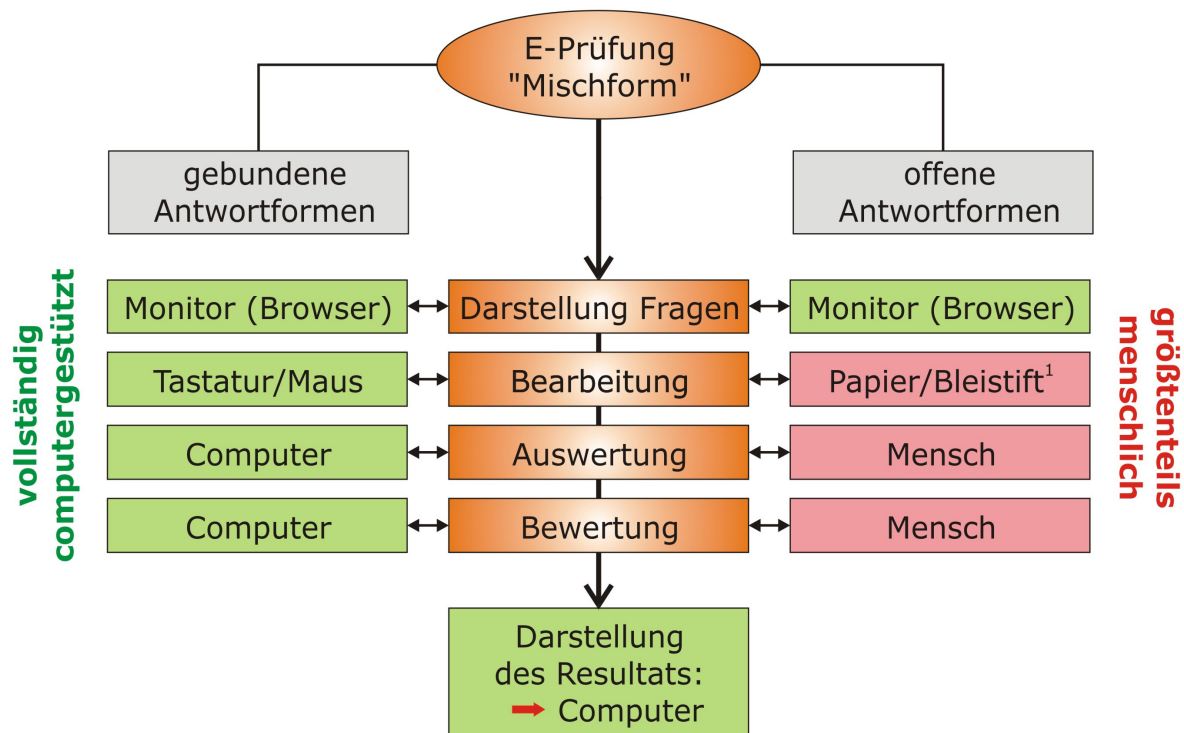 E-Prüfung
"Mischform"
gebundene
Antwortformen
offene
Antwortformen
vollständig
computergestützt
Monitor (Browser)
Darstellung Fragen
Monitor (Browser)
größtenteils
menschlich
Tastatur/Maus
Bearbeitung
Papier/Bleistift¹
Computer
Auswertung
Mensch
Computer
Bewertung
Mensch
Darstellung
des Resultats:
➡ Computer